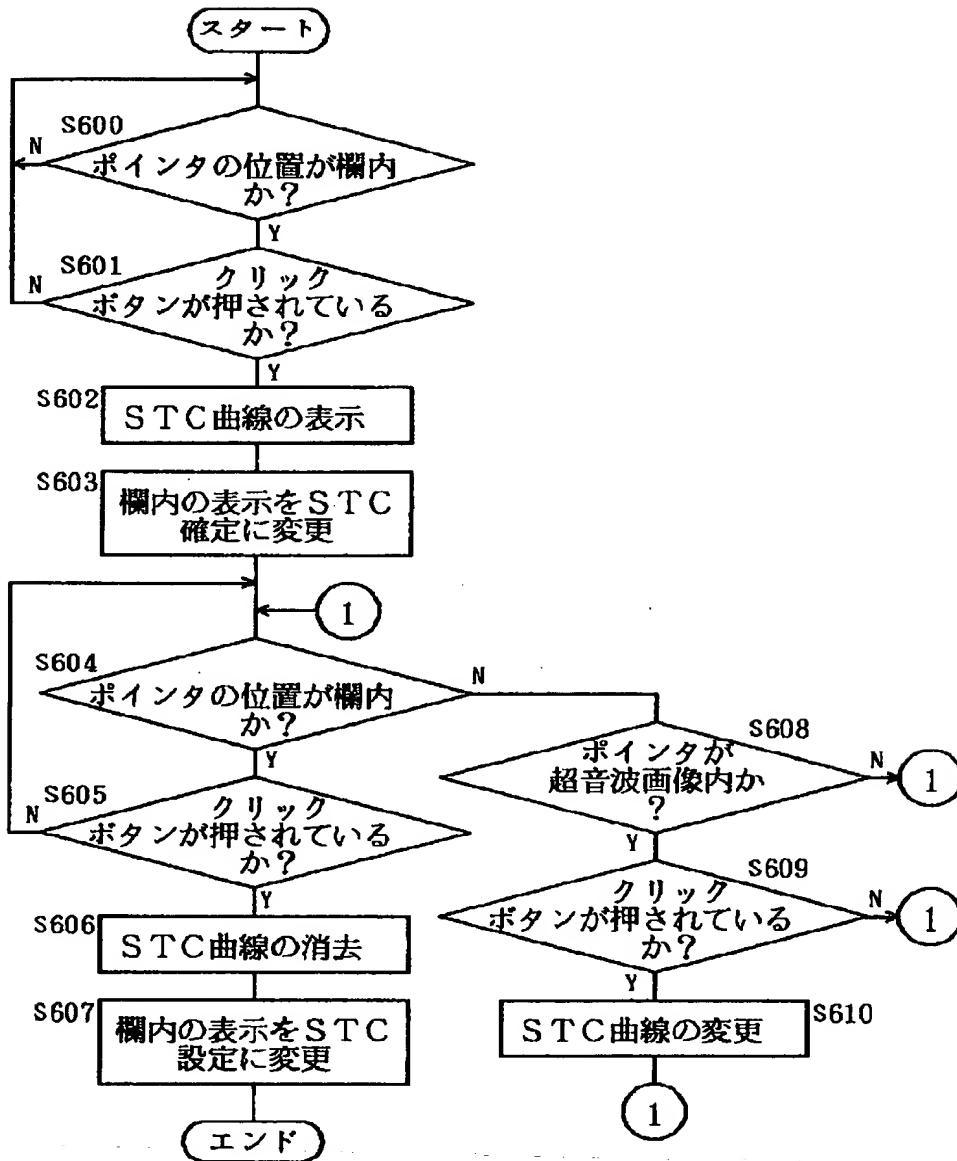 スタート
S600
N
ポインタの位置が欄内
か？
Y
S601
N
クリック
ボタンが押されている
か？
Y
S602
ＳＴＣ曲線の表示
S603
欄内の表示をＳＴＣ
確定に変更
1
S604
N
ポインタの位置が欄内
か？
Y
S608
ポインタが
超音波画像内か
？
N
1
Y
S605
N
クリック
ボタンが押されている
か？
Y
S609
クリック
ボタンが押されている
か？
N
1
Y
S606
ＳＴＣ曲線の消去
S607
欄内の表示をＳＴＣ
設定に変更
S610
ＳＴＣ曲線の変更
1
エンド